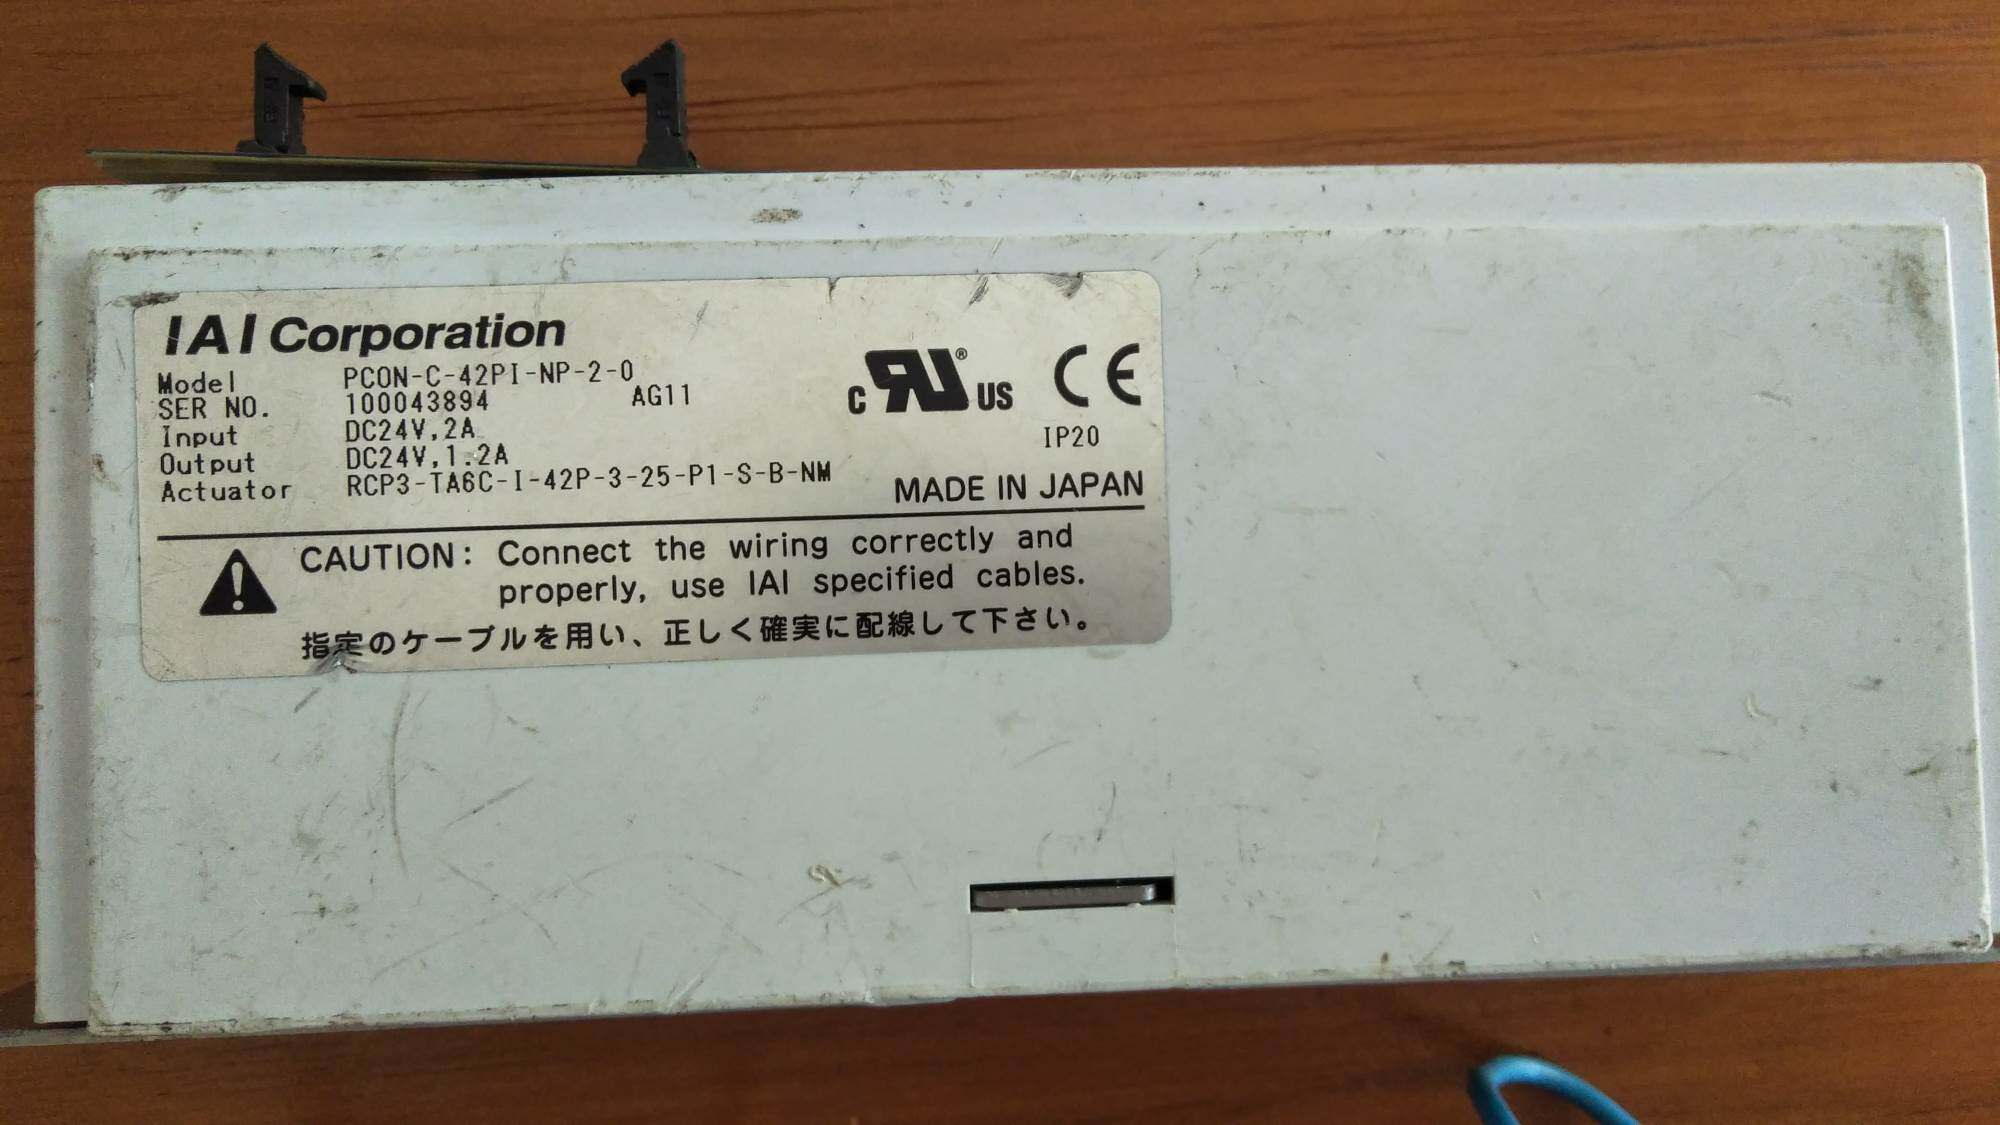 IAI Corporation
Model PCON-C-42PI-NP-2-0
SER NO. 100043894 AG11
Input DC24V,2A
Output DC24V,1.2A
Actuator RCP3-TA6C-I-42P-3-25-P1-S-B-NM
c RU ® US CE
IP20
MADE IN JAPAN
CAUTION: Connect the wiring correctly and
properly, use IAI specified cables.
指定のケーブルを用い、正しく確実に配線して下さい。